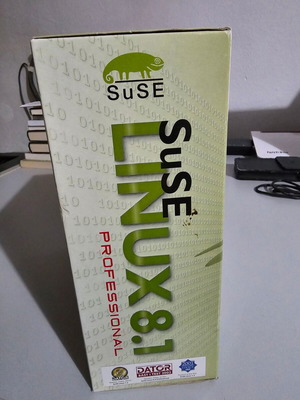 SuSE
SuSE
LINUX 8.1
PROFESSIONAL
DATOR